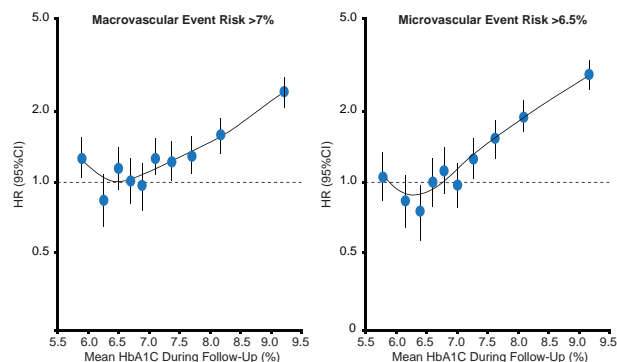 Macrovascular Event Risk >7%
5.0
2.0
1.0
0.5
HR (95%CI)
5.5 6.0 6.5 7.0 7.5 8.0 8.5 9.0 9.5
Mean HbA1C During Follow-Up (%)
Microvascular Event Risk >6.5%
5.0
2.0
1.0
0.5
0
HR (95%CI)
5.5 6.0 6.5 7.0 7.5 8.0 8.5 9.0 9.5
Mean HbA1C During Follow-Up (%)